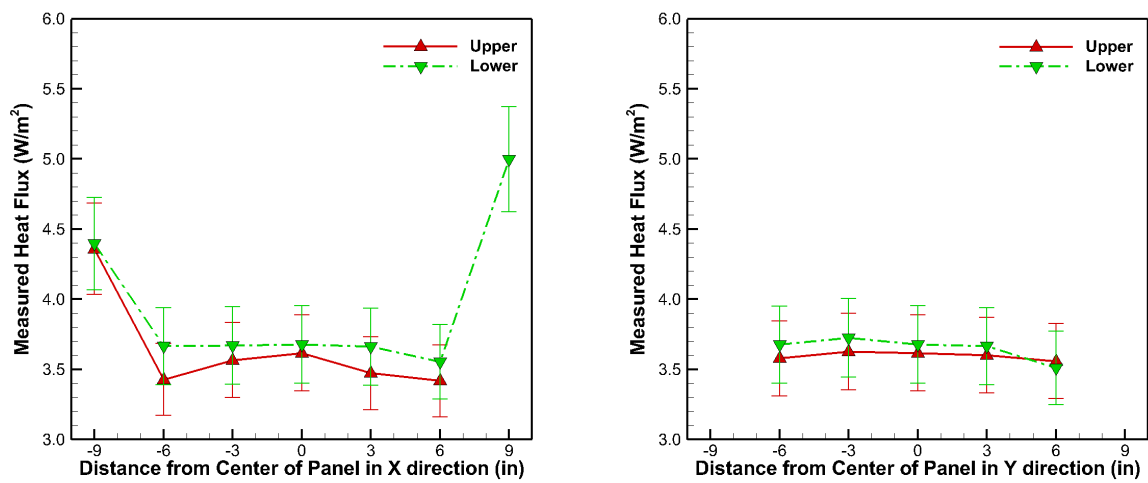 6.0
5.5
5.0
4.5
4.0
3.5
3.0
Measured Heat Flux (W/m²)
Upper
Lower
-9 -6 -3 0 3 6 9
Distance from Center of Panel in X direction (in)
6.0
5.5
5.0
4.5
4.0
3.5
3.0
Measured Heat Flux (W/m²)
Upper
Lower
-9 -6 -3 0 3 6 9
Distance from Center of Panel in Y direction (in)